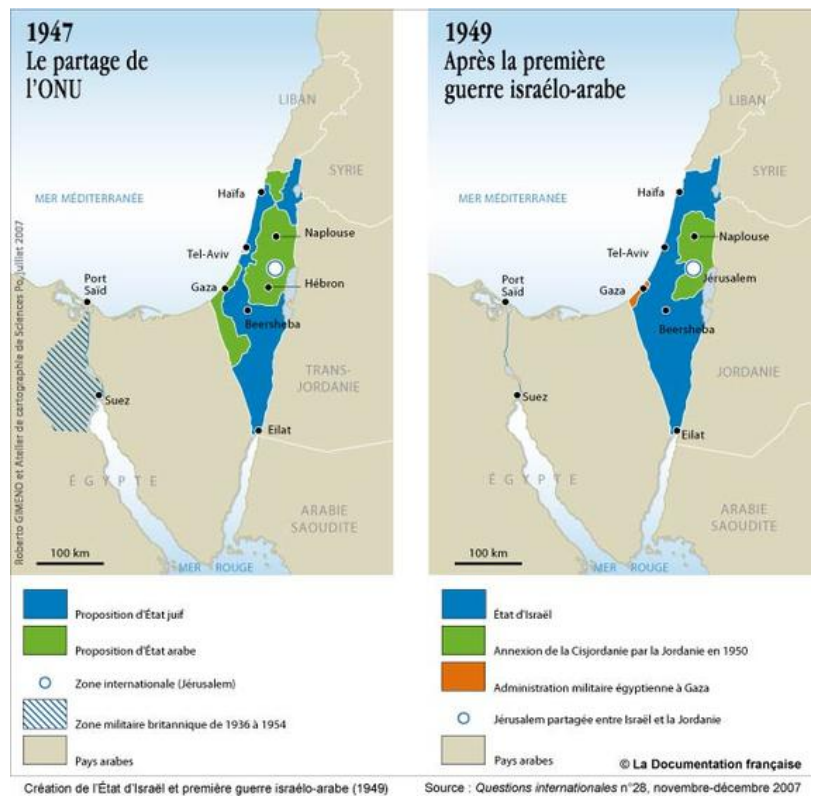 1947
Le partage de
l'ONU
LIBAN
SYRIE
MER MÉDITERRANÉE
Haïfa
Naplouse
Tel-Aviv
Gaza
Hébron
Port
Saïd
Beersheba
TRANS-
JORDANIE
Suez
Eilat
ÉGYPTE
ARABIE
SAOUDITE
100 km
MER ROUGE
Roberto GIMENO et Atelier de cartographie de Sciences Po, juillet 2007
Proposition d'État juif
Proposition d'État arabe
Zone internationale (Jérusalem)
Zone militaire britannique de 1936 à 1954
Pays arabes
1949
Après la première
guerre israélo-arabe
LIBAN
SYRIE
MER MÉDITERRANÉE
Haïfa
Naplouse
Tel-Aviv
Jérusalem
Gaza
Port
Saïd
Beersheba
JORDANIE
Suez
Eilat
ÉGYPTE
ARABIE
SAOUDITE
100 km
MER ROUGE
État d'Israël
Annexion de la Cisjordanie par la Jordanie en 1950
Administration militaire égyptienne à Gaza
Jérusalem partagée entre Israël et la Jordanie
Pays arabes
© La Documentation française
Création de l'État d'Israël et première guerre israélo-arabe (1949)
Source : Questions internationales n°28, novembre-décembre 2007